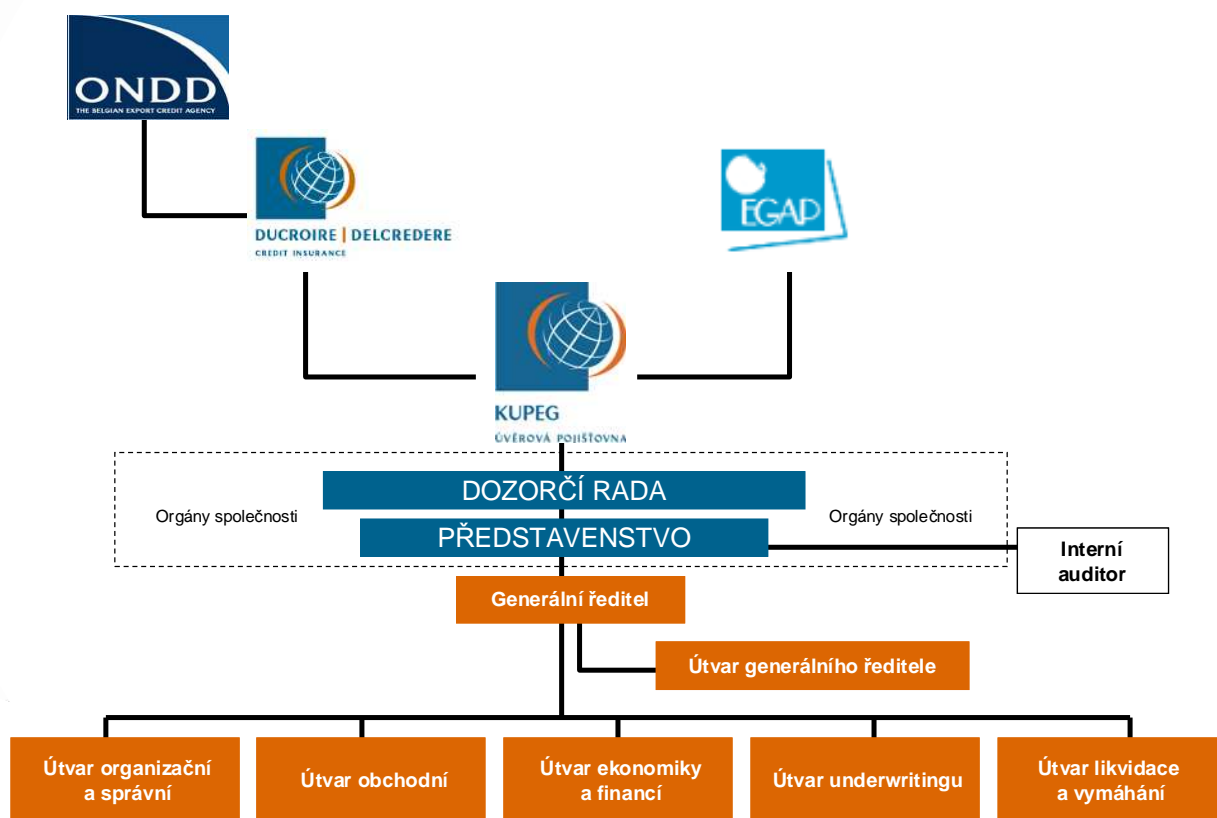 ONDD
THE BELGIAN EXPORT CREDIT AGENCY
DUCROIRE | DELCREDERE
CREDIT INSURANCE
EGAP
KUPEG
ÚVĚROVÁ POJIŠŤOVNA
DOZORČÍ RADA
Orgány společnosti
Orgány společnosti
PŘEDSTAVENSTVO
Interní
auditor
Generální ředitel
Útvar generálního ředitele
Útvar organizační
a správní
Útvar obchodní
Útvar ekonomiky
a financí
Útvar underwritingu
Útvar likvidace
a vymáhání